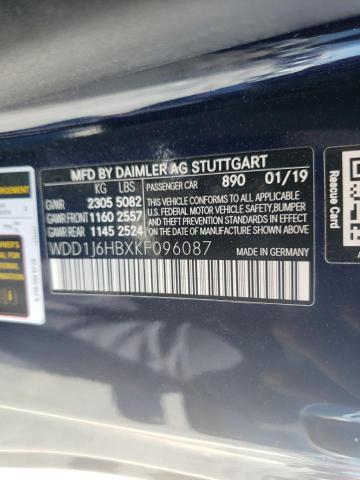 MFD BY DAIMLER AG STUTTGART
KG LBS PASSENGER CAR 890 01/19
GVWR 2305 5082
GAWR FRONT 1160 2557
GAWR REAR 1145 2524
THIS VEHICLE CONFORMS TO ALL APPLICABLE
U.S. FEDERAL MOTOR VEHICLE SAFETY,BUMPER
AND THEFT PREVENTION STANDARDS IN EFFECT
ON THE DATE OF MANUFACTURE SHOWN ABOVE.
WDD1J6HBXKF096087
MADE IN GERMANY
Rescue Card